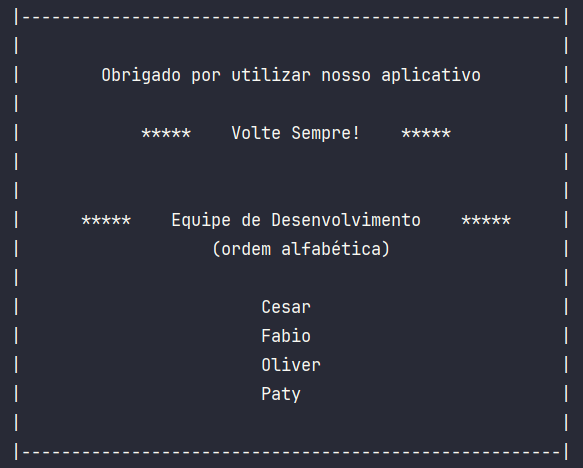 |------------------------------------------------------|
|                                                      |
|        Obrigado por utilizar nosso aplicativo        |
|                                                      |
|            *****    Volte Sempre!    *****           |
|                                                      |
|                                                      |
|      *****    Equipe de Desenvolvimento    *****     |
|                   (ordem alfabética)                 |
|                                                      |
|                        Cesar                         |
|                        Fabio                         |
|                        Oliver                        |
|                        Paty                          |
|                                                      |
|------------------------------------------------------|